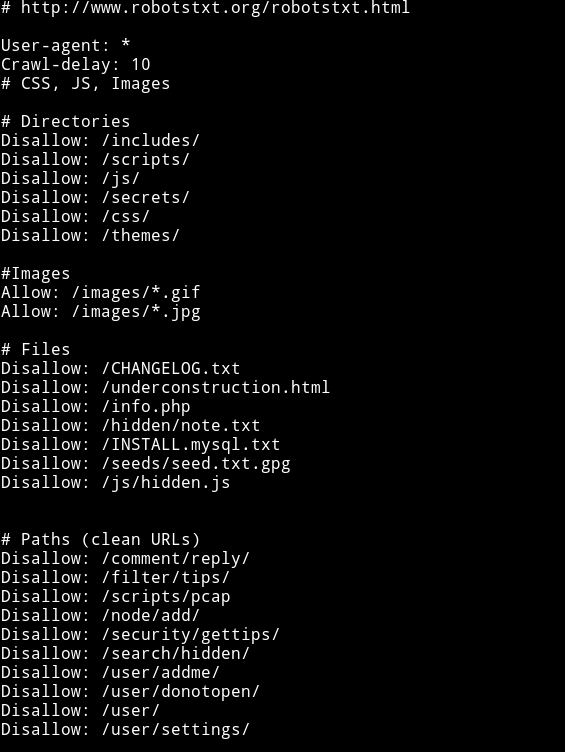 # http://www.robotstxt.org/robotstxt.html
User-agent: *
Crawl-delay: 10
# CSS, JS, Images
# Directories
Disallow: /includes/
Disallow: /scripts/
Disallow: /js/
Disallow: /secrets/
Disallow: /css/
Disallow: /themes/
#Images
Allow: /images/*.gif
Allow: /images/*.jpg
# Files
Disallow: /CHANGELOG.txt
Disallow: /underconstruction.html
Disallow: /info.php
Disallow: /hidden/note.txt
Disallow: /INSTALL.mysql.txt
Disallow: /seeds/seed.txt.gpg
Disallow: /js/hidden.js
# Paths (clean URLs)
Disallow: /comment/reply/
Disallow: /filter/tips/
Disallow: /scripts/pcap
Disallow: /node/add/
Disallow: /security/gettips/
Disallow: /search/hidden/
Disallow: /user/addme/
Disallow: /user/donotopen/
Disallow: /user/
Disallow: /user/settings/